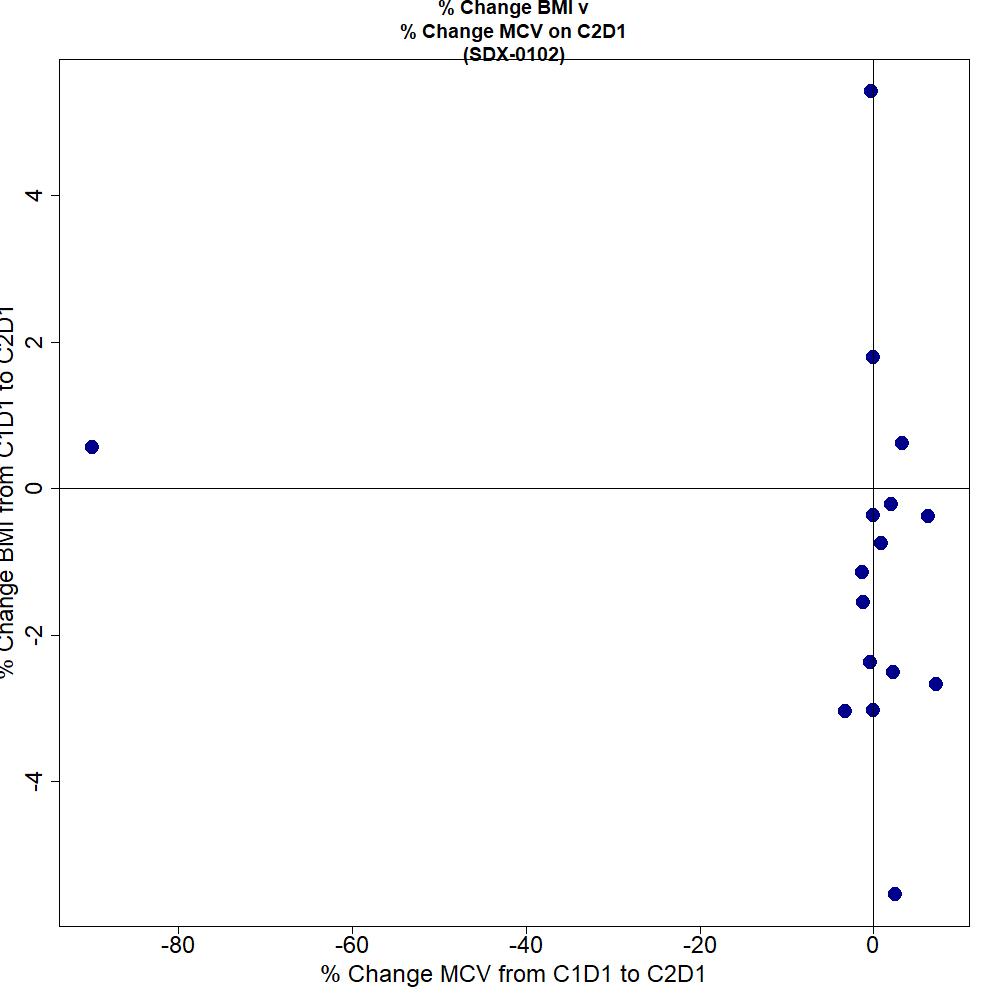 % Change BMI v
% Change MCV on C2D1
(SDX-0102)
% Change BMI from C1D1 to C2D1
4
2
0
-2
-4
-80
-60
-40
-20
0
% Change MCV from C1D1 to C2D1